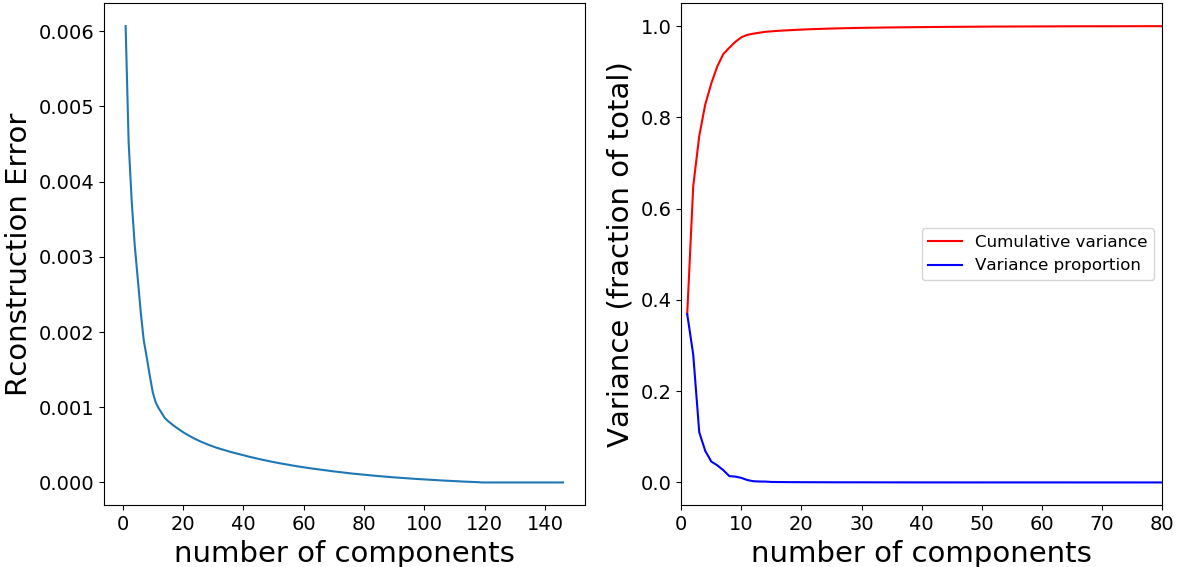 0.006
0.005
0.004
0.003
0.002
0.001
0.000
Rconstruction Error
0 20 40 60 80 100 120 140
number of components
1.0
0.8
0.6
0.4
0.2
0.0
Variance (fraction of total)
Cumulative variance
Variance proportion
0 10 20 30 40 50 60 70 80
number of components